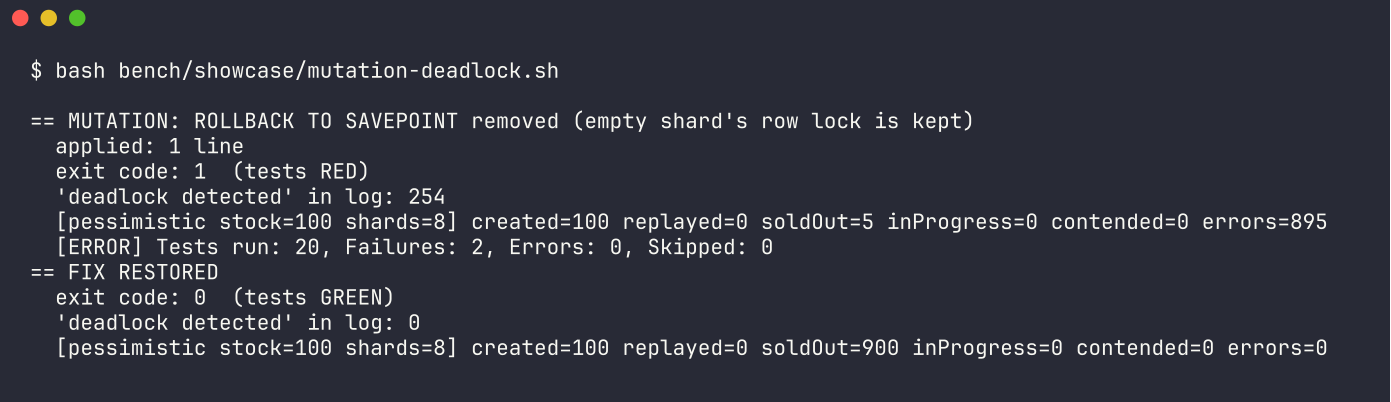 $ bash bench/showcase/mutation-deadlock.sh
== MUTATION: ROLLBACK TO SAVEPOINT removed (empty shard's row lock is kept)
applied: 1 line
exit code: 1  (tests RED)
'deadlock detected' in log: 254
[pessimistic stock=100 shards=8] created=100 replayed=0 soldOut=5 inProgress=0 contended=0 errors=895
[ERROR] Tests run: 20, Failures: 2, Errors: 0, Skipped: 0
== FIX RESTORED
exit code: 0  (tests GREEN)
'deadlock detected' in log: 0
[pessimistic stock=100 shards=8] created=100 replayed=0 soldOut=900 inProgress=0 contended=0 errors=0